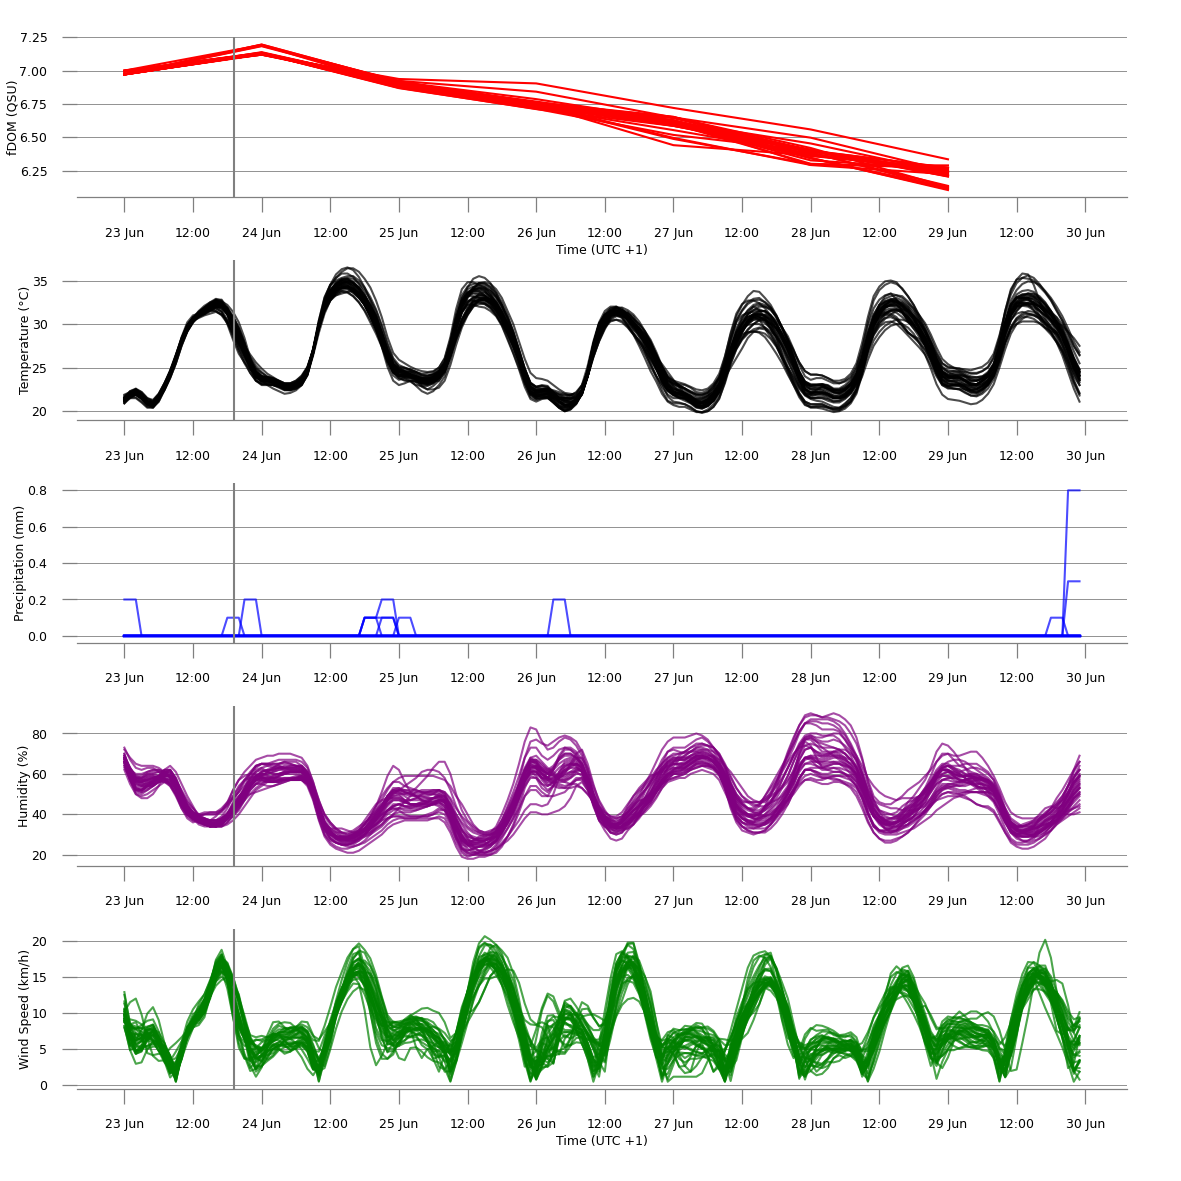 7.25
7.00
6.75
6.50
6.25
fDOM (QSU)
23 Jun 12:00 24 Jun 12:00 25 Jun 12:00 26 Jun 12:00 27 Jun 12:00 28 Jun 12:00 29 Jun 12:00 30 Jun
Time (UTC +1)
35
30
25
20
Temperature (°C)
23 Jun 12:00 24 Jun 12:00 25 Jun 12:00 26 Jun 12:00 27 Jun 12:00 28 Jun 12:00 29 Jun 12:00 30 Jun
0.8
0.6
0.4
0.2
0.0
Precipitation (mm)
23 Jun 12:00 24 Jun 12:00 25 Jun 12:00 26 Jun 12:00 27 Jun 12:00 28 Jun 12:00 29 Jun 12:00 30 Jun
80
60
40
20
Humidity (%)
23 Jun 12:00 24 Jun 12:00 25 Jun 12:00 26 Jun 12:00 27 Jun 12:00 28 Jun 12:00 29 Jun 12:00 30 Jun
20
15
10
5
0
Wind Speed (km/h)
23 Jun 12:00 24 Jun 12:00 25 Jun 12:00 26 Jun 12:00 27 Jun 12:00 28 Jun 12:00 29 Jun 12:00 30 Jun
Time (UTC +1)